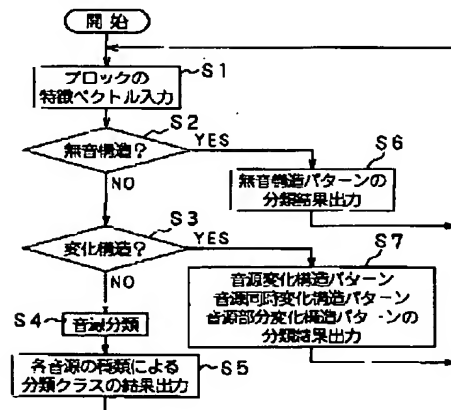 開始
S1
ブロックの
特徴ベクトル入力
S2
無音構造?
YES
NO
S6
無音構造パターンの
分類結果出力
S3
変化構造?
YES
NO
S7
音源変化構造パターン
音源同時変化構造パターン
音源部分変化構造パターンの
分類結果出力
S4
音源分類
各音源の種類による
分類クラスの結果出力
S5